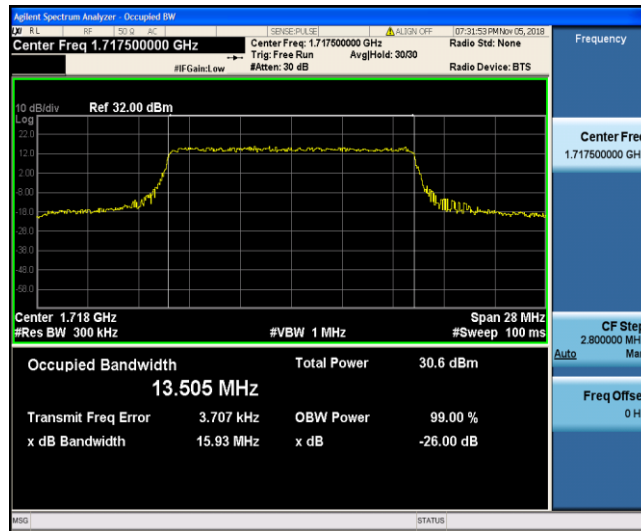 Agilent Spectrum Analyzer - Occupied BW
LXI RL RF 50 Ω AC SENSE:PULSE ALIGN OFF 07:31:53 PM Nov 05, 2018
Center Freq 1.717500000 GHz Center Freq: 1.717500000 GHz Radio Std: None
Trig: Free Run Avg|Hold: 30/30
#IFGain:Low #Atten: 30 dB Radio Device: BTS
Frequency
10 dB/div Ref 32.00 dBm
Log
22.0
12.0
2.00
-8.00
-18.0
-28.0
-38.0
-48.0
-58.0
Center 1.718 GHz Span 28 MHz
#Res BW 300 kHz #VBW 1 MHz #Sweep 100 ms
Occupied Bandwidth Total Power 30.6 dBm
13.505 MHz
Transmit Freq Error 3.707 kHz OBW Power 99.00 %
x dB Bandwidth 15.93 MHz x dB -26.00 dB
Center Fre
1.717500000 GH
CF Step
2.800000 MH
Auto Ma
Freq Offse
0 H
MSG STATUS